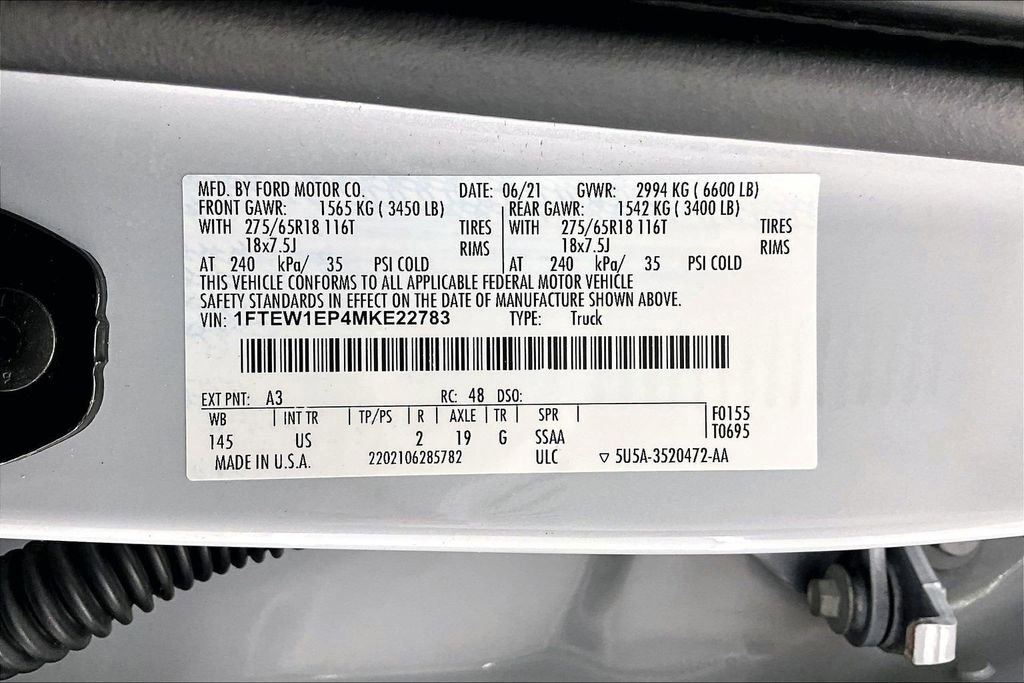 MFD. BY FORD MOTOR CO. DATE: 06/21 GVWR: 2994 KG ( 6600 LB)
FRONT GAWR: 1565 KG ( 3450 LB) REAR GAWR: 1542 KG ( 3400 LB)
WITH 275/65R18 116T TIRES WITH 275/65R18 116T TIRES
18x7.5J RIMS 18x7.5J RIMS
AT 240 kPa/ 35 PSI COLD AT 240 kPa/ 35 PSI COLD
THIS VEHICLE CONFORMS TO ALL APPLICABLE FEDERAL MOTOR VEHICLE
SAFETY STANDARDS IN EFFECT ON THE DATE OF MANUFACTURE SHOWN ABOVE.
VIN: 1FTEW1EP4MKE22783 TYPE: Truck
EXT PNT: A3 RC: 48 DSO:
WB INT TR TP/PS R AXLE TR SPR F0155
T0695
145 US 2 19 G SSAA
MADE IN U.S.A. 2202106285782 ULC ▽ 5U5A-3520472-AA